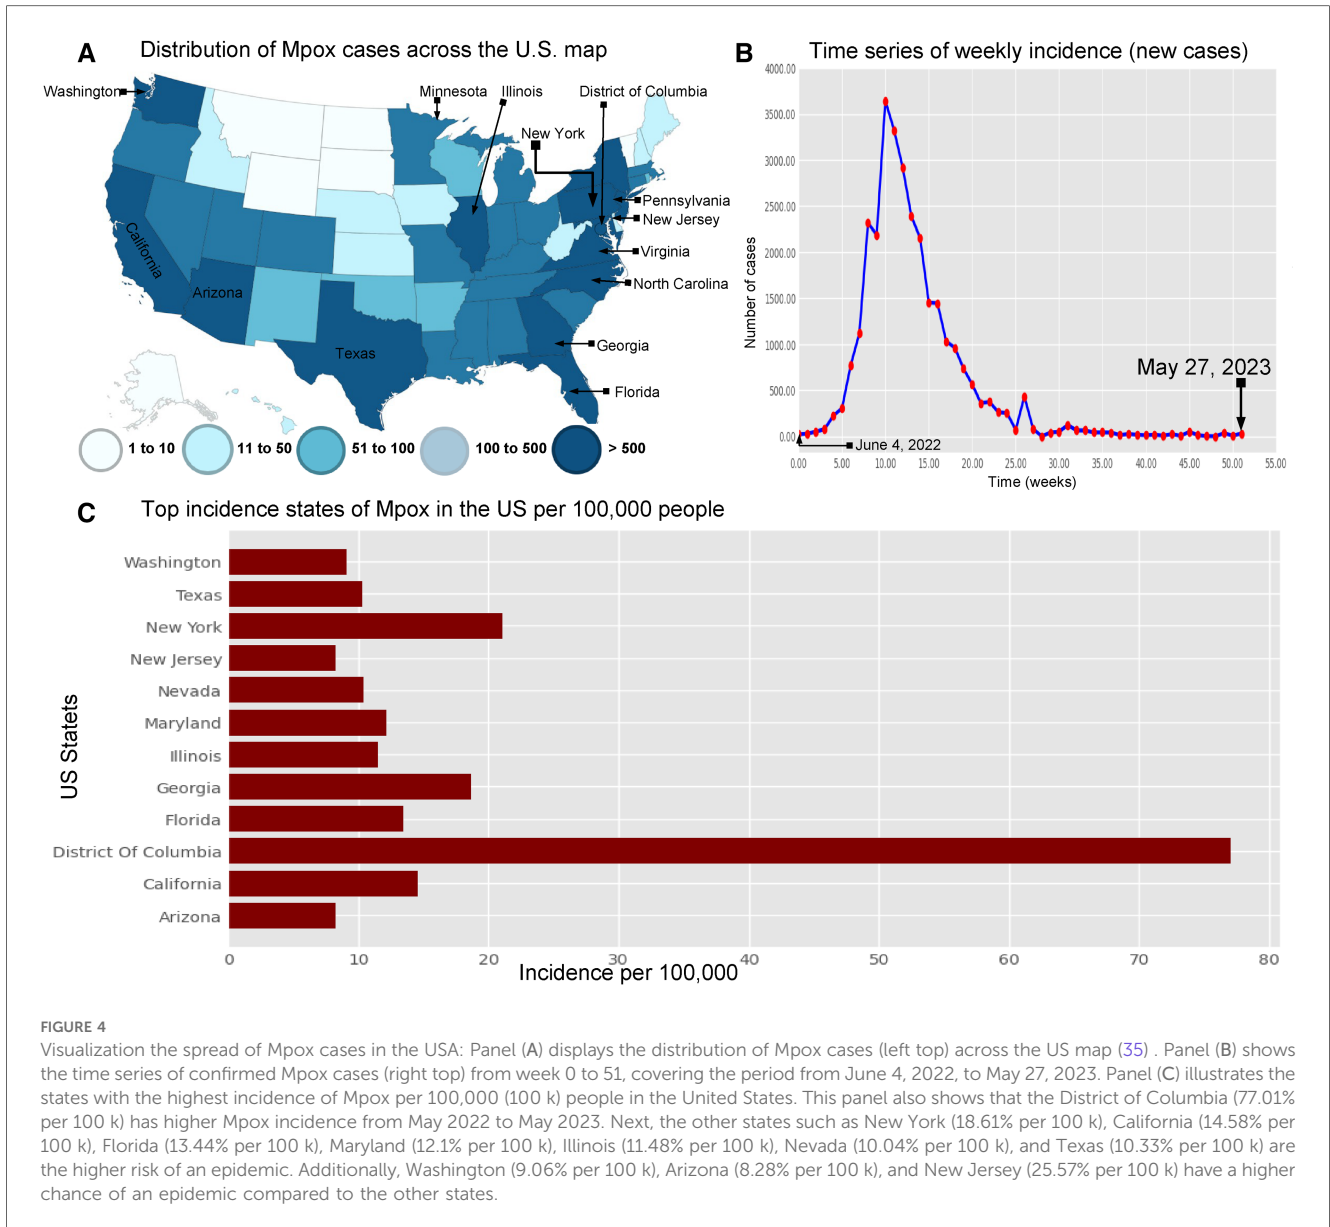 A Distribution of Mpox cases across the U.S. map
Washington
Minnesota
Illinois
District of Columbia
New York
Pennsylvania
New Jersey
Virginia
North Carolina
Georgia
Florida
California
Arizona
Texas
1 to 10 11 to 50 51 to 100 100 to 500 > 500
B Time series of weekly incidence (new cases)
Number of cases
4000.00
3500.00
3000.00
2500.00
2000.00
1500.00
1000.00
500.00
0.00
May 27, 2023
June 4, 2022
0.00 5.00 10.00 15.00 20.00 25.00 30.00 35.00 40.00 45.00 50.00 55.00
Time (weeks)
C Top incidence states of Mpox in the US per 100,000 people
US Statets
Washington
Texas
New York
New Jersey
Nevada
Maryland
Illinois
Georgia
Florida
District Of Columbia
California
Arizona
0 10 20 30 40 50 60 70 80
Incidence per 100,000
FIGURE 4
Visualization the spread of Mpox cases in the USA: Panel (A) displays the distribution of Mpox cases (left top) across the US map (35) . Panel (B) shows
the time series of confirmed Mpox cases (right top) from week 0 to 51, covering the period from June 4, 2022, to May 27, 2023. Panel (C) illustrates the
states with the highest incidence of Mpox per 100,000 (100 k) people in the United States. This panel also shows that the District of Columbia (77.01%
per 100 k) has higher Mpox incidence from May 2022 to May 2023. Next, the other states such as New York (18.61% per 100 k), California (14.58% per
100 k), Florida (13.44% per 100 k), Maryland (12.1% per 100 k), Illinois (11.48% per 100 k), Nevada (10.04% per 100 k), and Texas (10.33% per 100 k) are
the higher risk of an epidemic. Additionally, Washington (9.06% per 100 k), Arizona (8.28% per 100 k), and New Jersey (25.57% per 100 k) have a higher
chance of an epidemic compared to the other states.